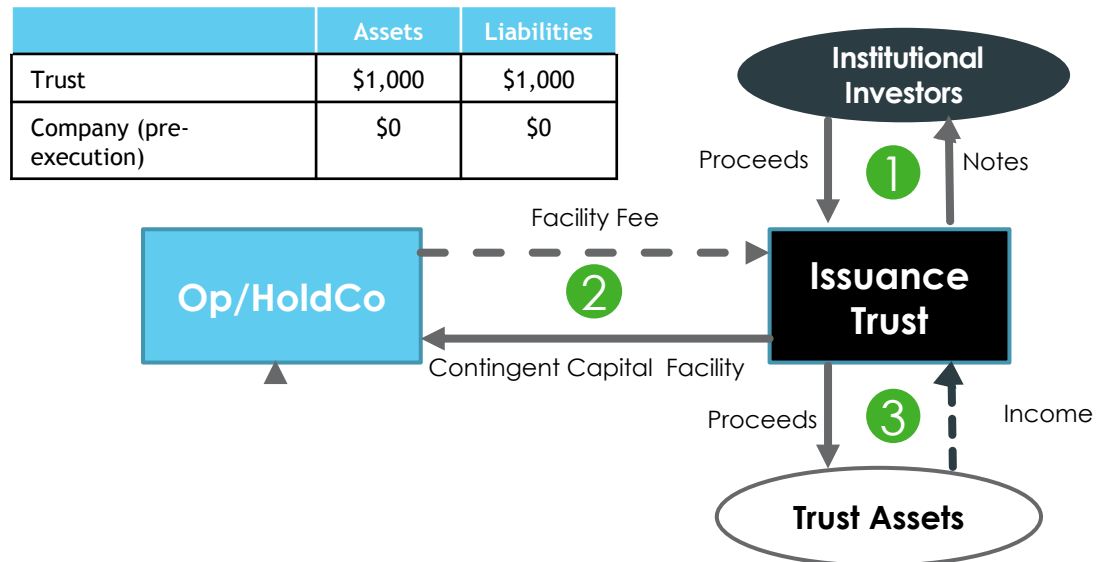 Assets Liabilities
Trust $1,000 $1,000
Company (pre-
execution) $0 $0
Institutional
Investors
Proceeds
1
Notes
Facility Fee
Op/HoldCo
2
Issuance
Trust
Contingent Capital Facility
Proceeds
3
Income
Trust Assets